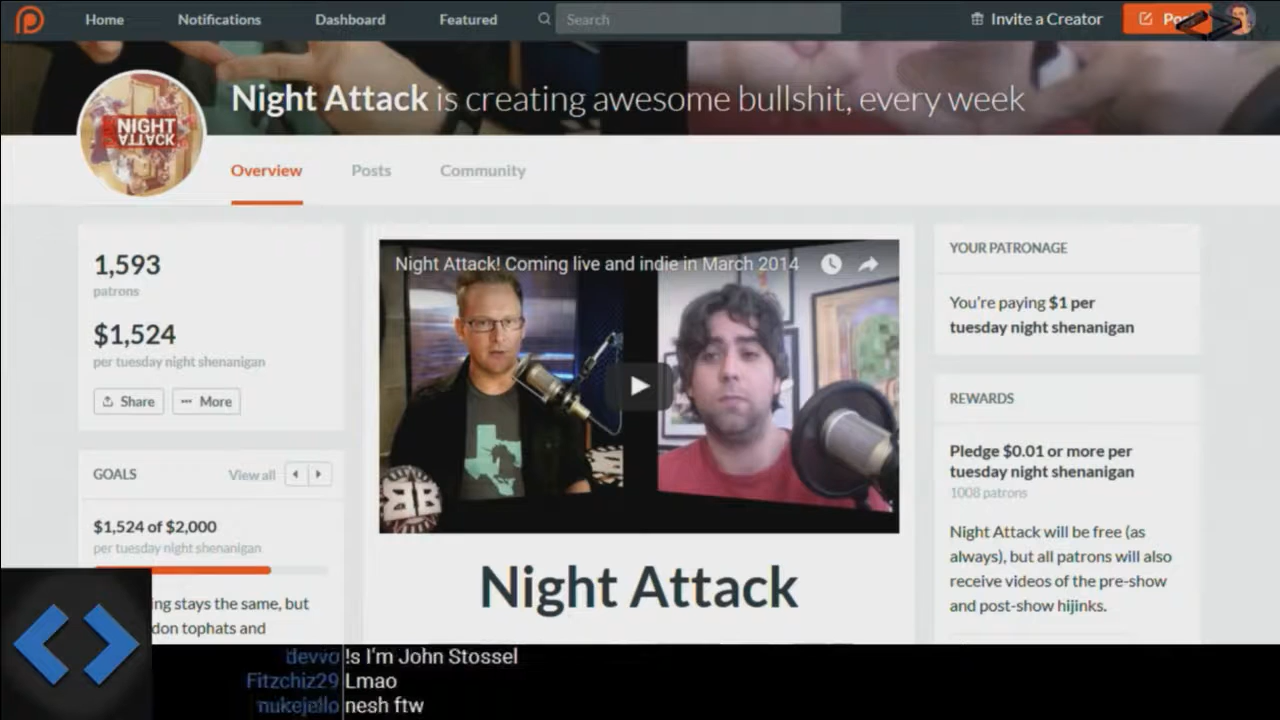 Home Notifications Dashboard Featured Search Invite a Creator
Night Attack is creating awesome bullshit, every week
NIGHT
ATTACK
Overview Posts Community
1,593
patrons
$1,524
per tuesday night shenanigan
Share ··· More
GOALS View all
$1,524 of $2,000
per tuesday night shenanigan
ing stays the same, but
don tophats and
Night Attack! Coming live and indie in March 2014
Night Attack
YOUR PATRONAGE
You're paying $1 per
tuesday night shenanigan
REWARDS
Pledge $0.01 or more per
tuesday night shenanigan
1008 patrons
Night Attack will be free (as
always), but all patrons will also
receive videos of the pre-show
and post-show hijinks.
devvo !s I'm John Stossel
Fitzchiz29 Lmao
nukejello nesh ftw